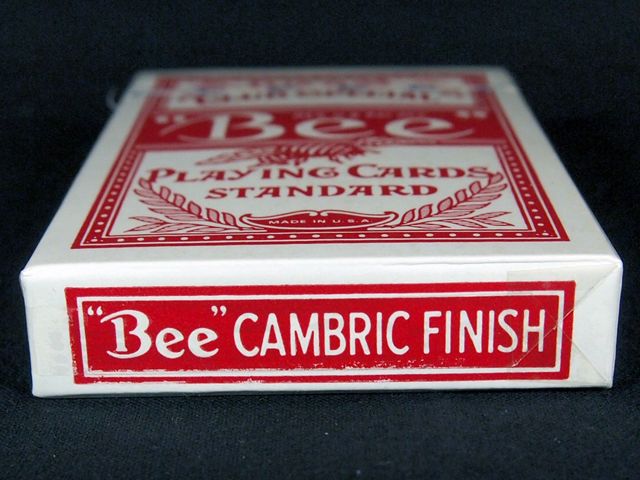 "Bee"
PLAYING CARDS
STANDARD
MADE IN U.S.A.
"Bee" CAMBRIC FINISH